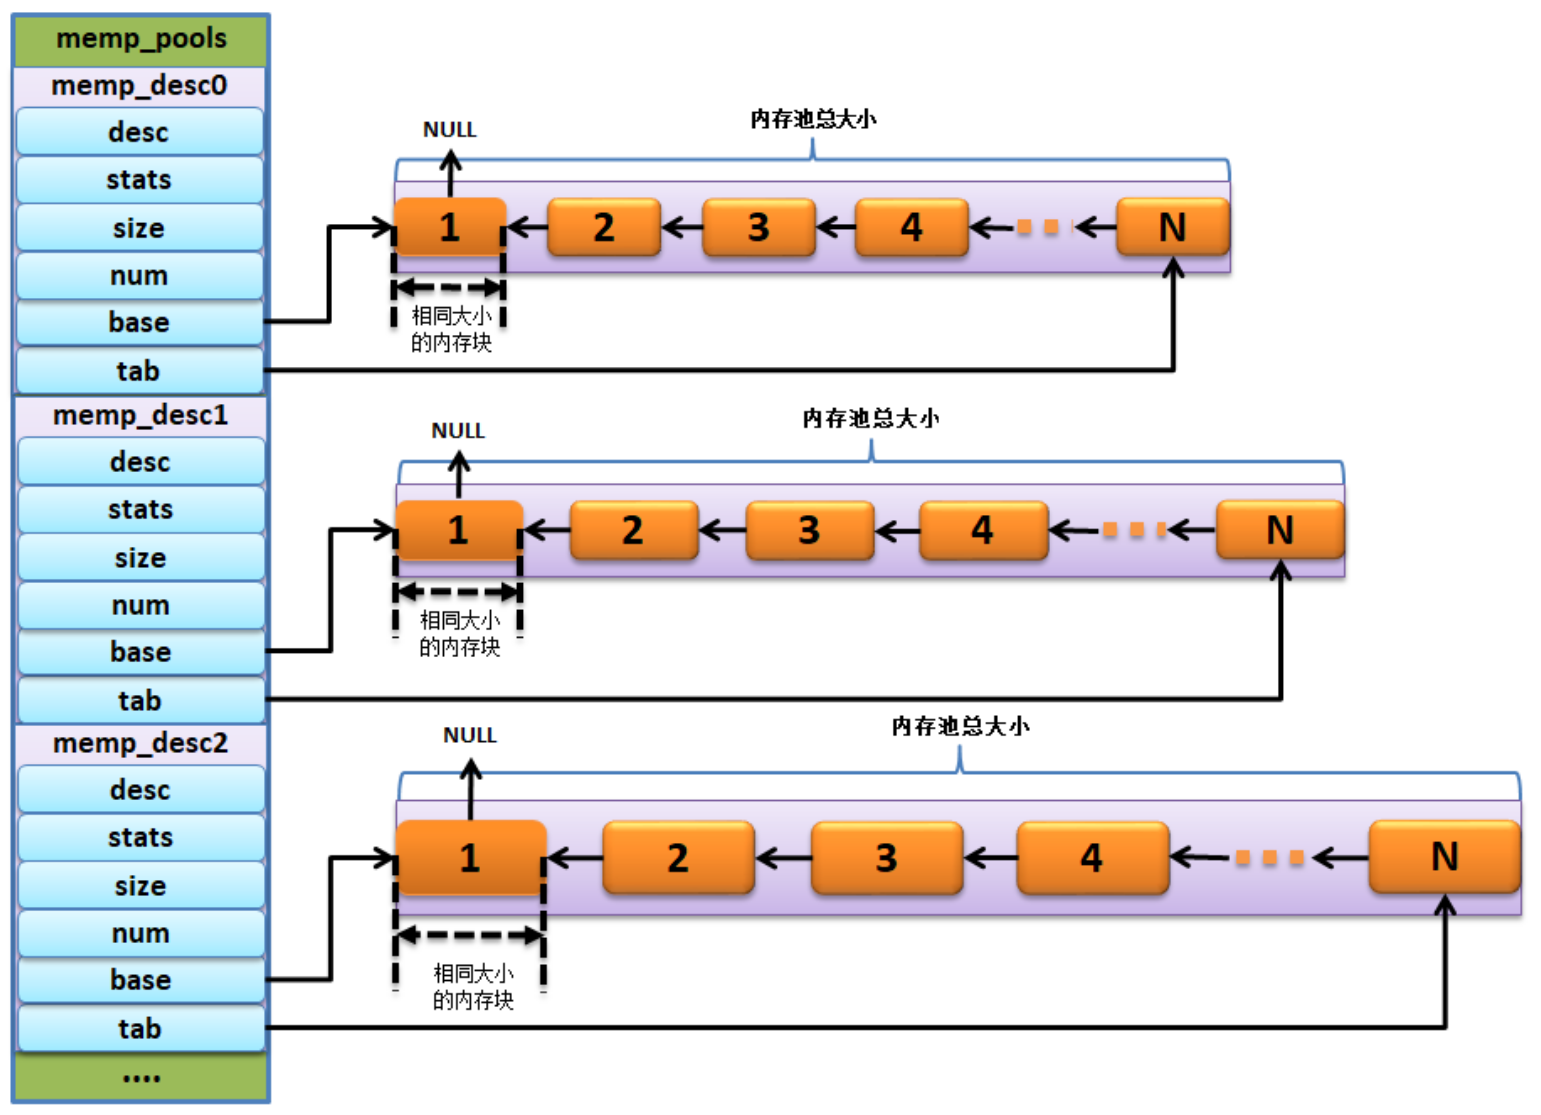 memp_pools
memp_desc0
desc
stats
size
num
base
tab
memp_desc1
desc
stats
size
num
base
tab
memp_desc2
desc
stats
size
num
base
tab
....
内存池总大小
NULL
1
2
3
4
N
相同大小
的内存块
内存池总大小
NULL
1
2
3
4
N
相同大小
的内存块
内存池总大小
NULL
1
2
3
4
N
相同大小
的内存块